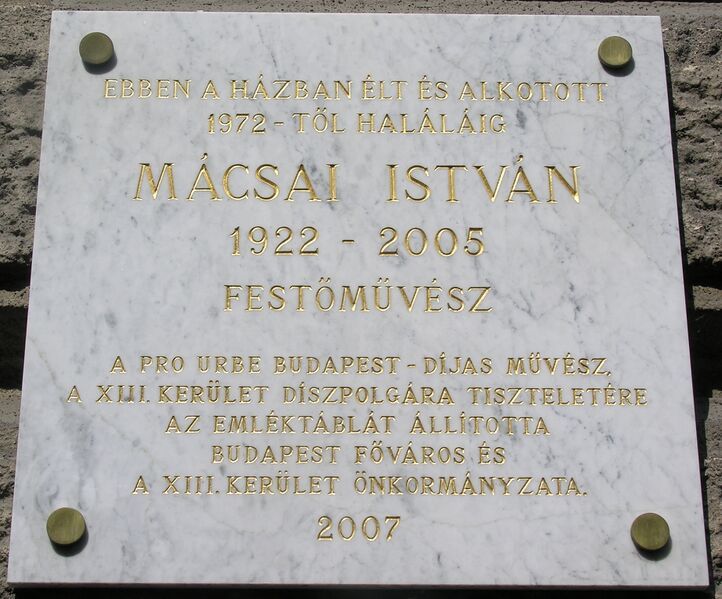 EBBEN A HÁZBAN ÉLT ÉS ALKOTOTT
1972 - TŐL HALÁLÁIG
MÁCSAI ISTVÁN
1922 - 2005
FESTŐMŰVÉSZ
A PRO URBE BUDAPEST - DÍJAS MŰVÉSZ,
A XIII. KERÜLET DÍSZPOLGÁRA TISZTELETÉRE
AZ EMLÉKTÁBLÁT ÁLLÍTOTTA
BUDAPEST FŐVÁROS ÉS
A XIII. KERÜLET ÖNKORMÁNYZATA.
2007